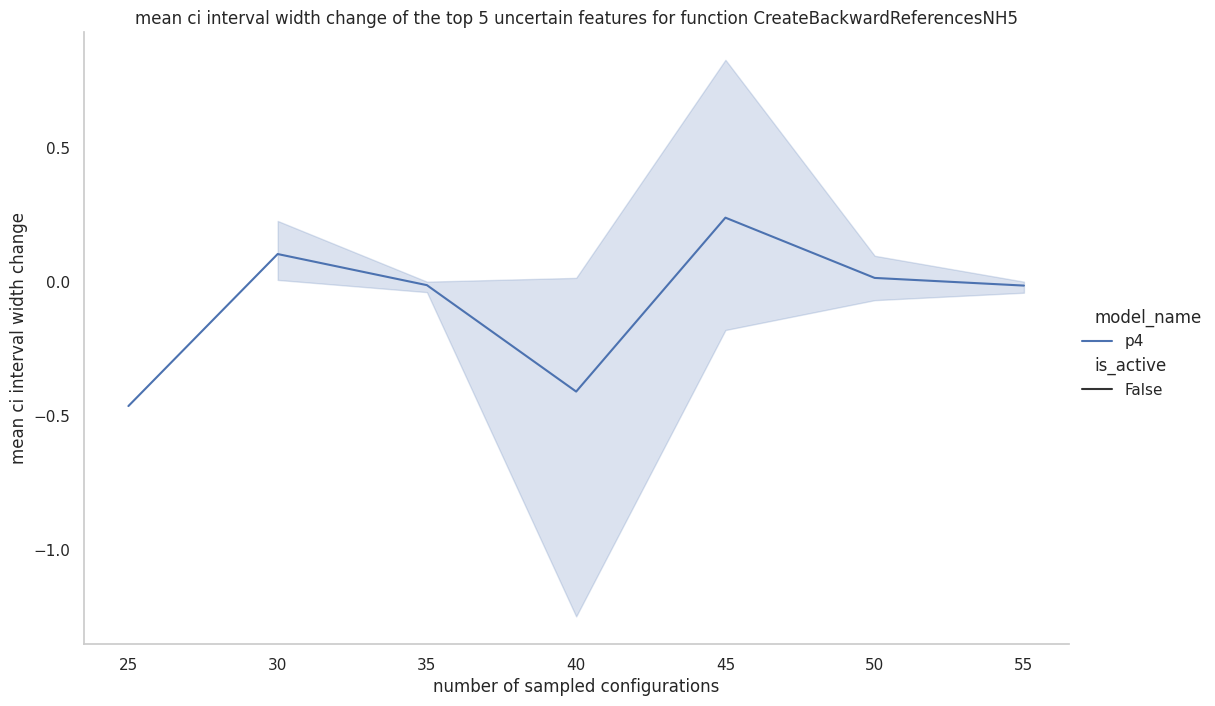 mean ci interval width change of the top 5 uncertain features for function CreateBackwardReferencesNH5
mean ci interval width change
0.5
0.0
−0.5
−1.0
25 30 35 40 45 50 55
number of sampled configurations
model_name
p4
is_active
False